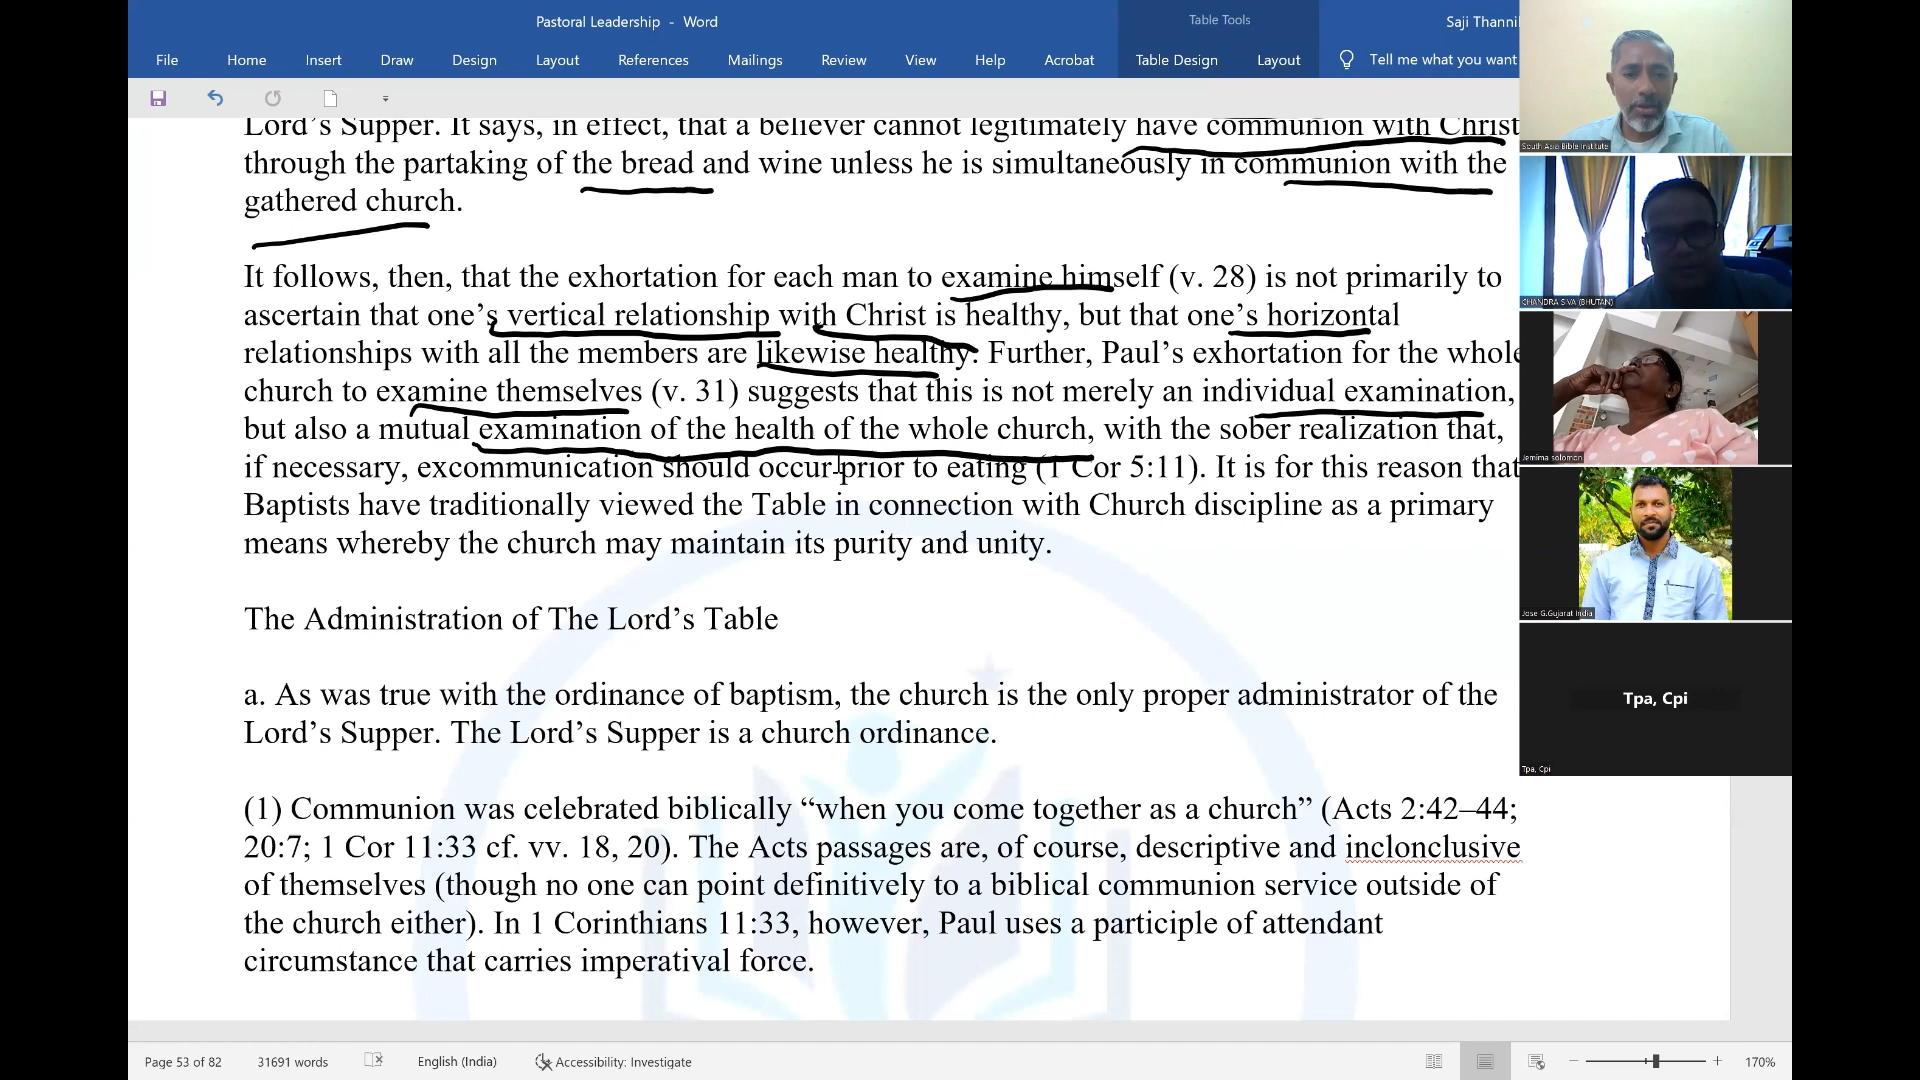 Pastoral Leadership - Word
Table Tools
Saji Thannil
File Home Insert Draw Design Layout References Mailings Review View Help Acrobat Table Design Layout Tell me what you want
Lord’s Supper. It says, in effect, that a believer cannot legitimately have communion with Christ
through the partaking of the bread and wine unless he is simultaneously in communion with the
gathered church.
It follows, then, that the exhortation for each man to examine himself (v. 28) is not primarily to
ascertain that one’s vertical relationship with Christ is healthy, but that one’s horizontal
relationships with all the members are likewise healthy. Further, Paul’s exhortation for the whole
church to examine themselves (v. 31) suggests that this is not merely an individual examination,
but also a mutual examination of the health of the whole church, with the sober realization that,
if necessary, excommunication should occur prior to eating (1 Cor 5:11). It is for this reason that
Baptists have traditionally viewed the Table in connection with Church discipline as a primary
means whereby the church may maintain its purity and unity.
The Administration of The Lord’s Table
a. As was true with the ordinance of baptism, the church is the only proper administrator of the
Lord’s Supper. The Lord’s Supper is a church ordinance.
(1) Communion was celebrated biblically “when you come together as a church” (Acts 2:42–44;
20:7; 1 Cor 11:33 cf. vv. 18, 20). The Acts passages are, of course, descriptive and inclonclusive
of themselves (though no one can point definitively to a biblical communion service outside of
the church either). In 1 Corinthians 11:33, however, Paul uses a participle of attendant
circumstance that carries imperatival force.
South Asia Bible Institute
CHANDRA SIVA (BHUTAN)
Jemima solomon
Jose G.Gujarat India
Tpa, Cpi
Tpa, Cpi
Page 53 of 82 31691 words English (India) Accessibility: Investigate 170%